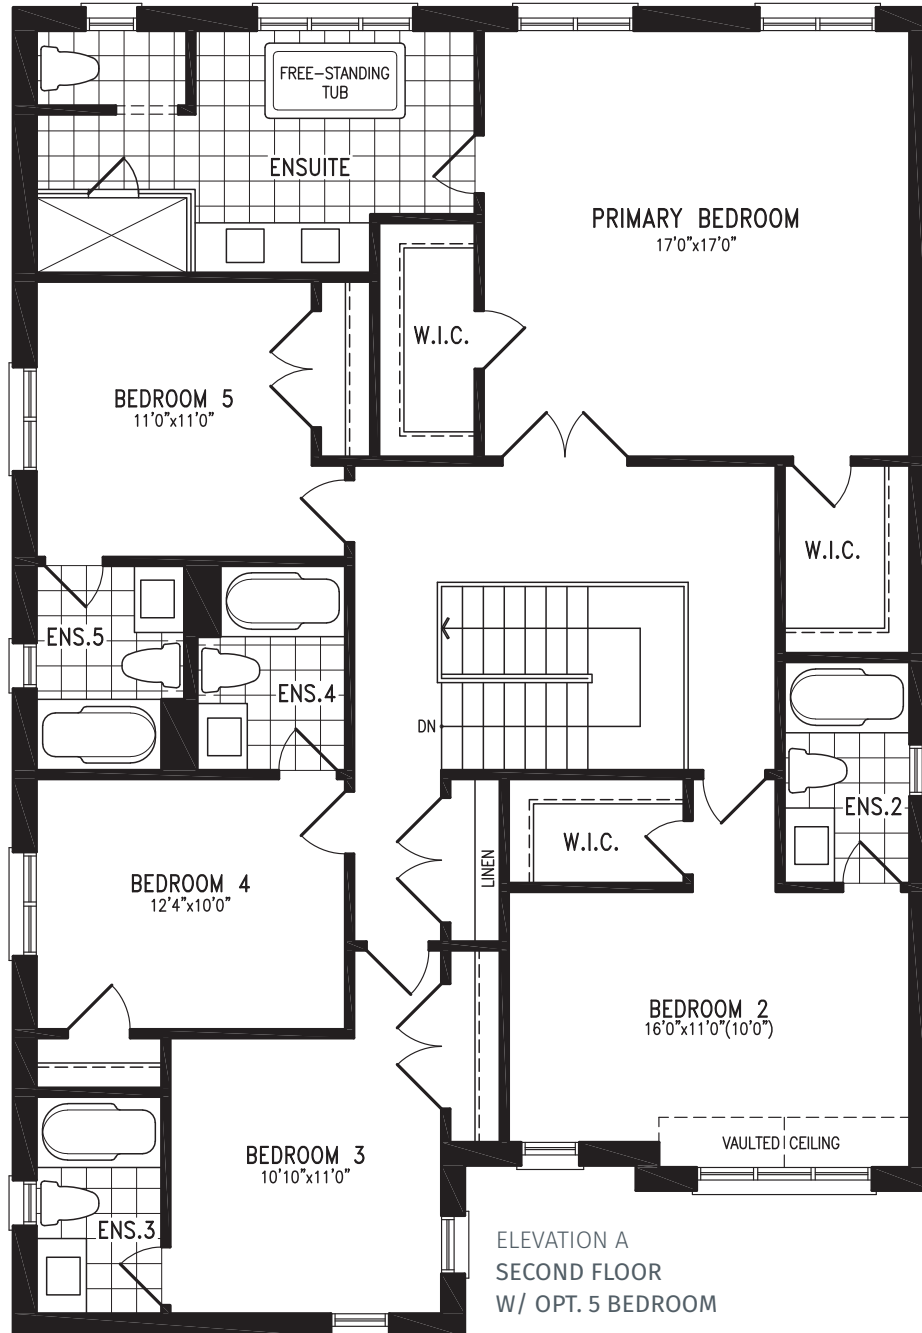 FREE-STANDING
TUB
ENSUITE
PRIMARY BEDROOM
17'0"x17'0"
W.I.C.
BEDROOM 5
11'0"x11'0"
W.I.C.
ENS.5
ENS.4
DN
ENS.2
W.I.C.
LINEN
BEDROOM 4
12'4"x10'0"
BEDROOM 2
16'0"x11'0"(10'0")
VAULTED CEILING
BEDROOM 3
10'10"x11'0"
ENS.3
ELEVATION A
SECOND FLOOR
W/ OPT. 5 BEDROOM